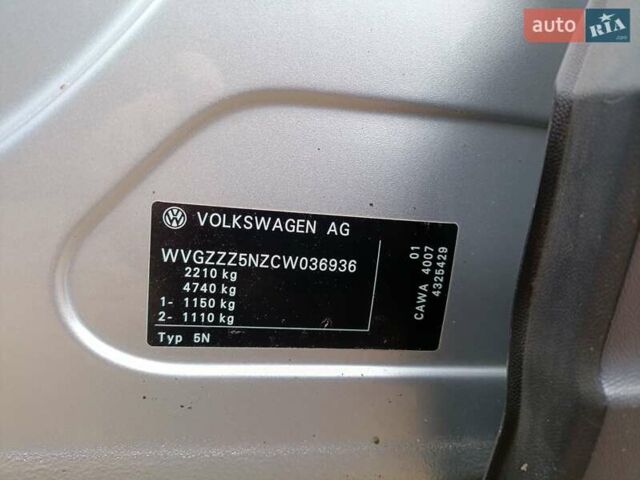 auto RIA .com
VOLKSWAGEN AG
WVGZZZ5NZCW036936
2210 kg
4740 kg
1- 1150 kg
2- 1110 kg
Typ 5N
01
CAWA 4007
4325429